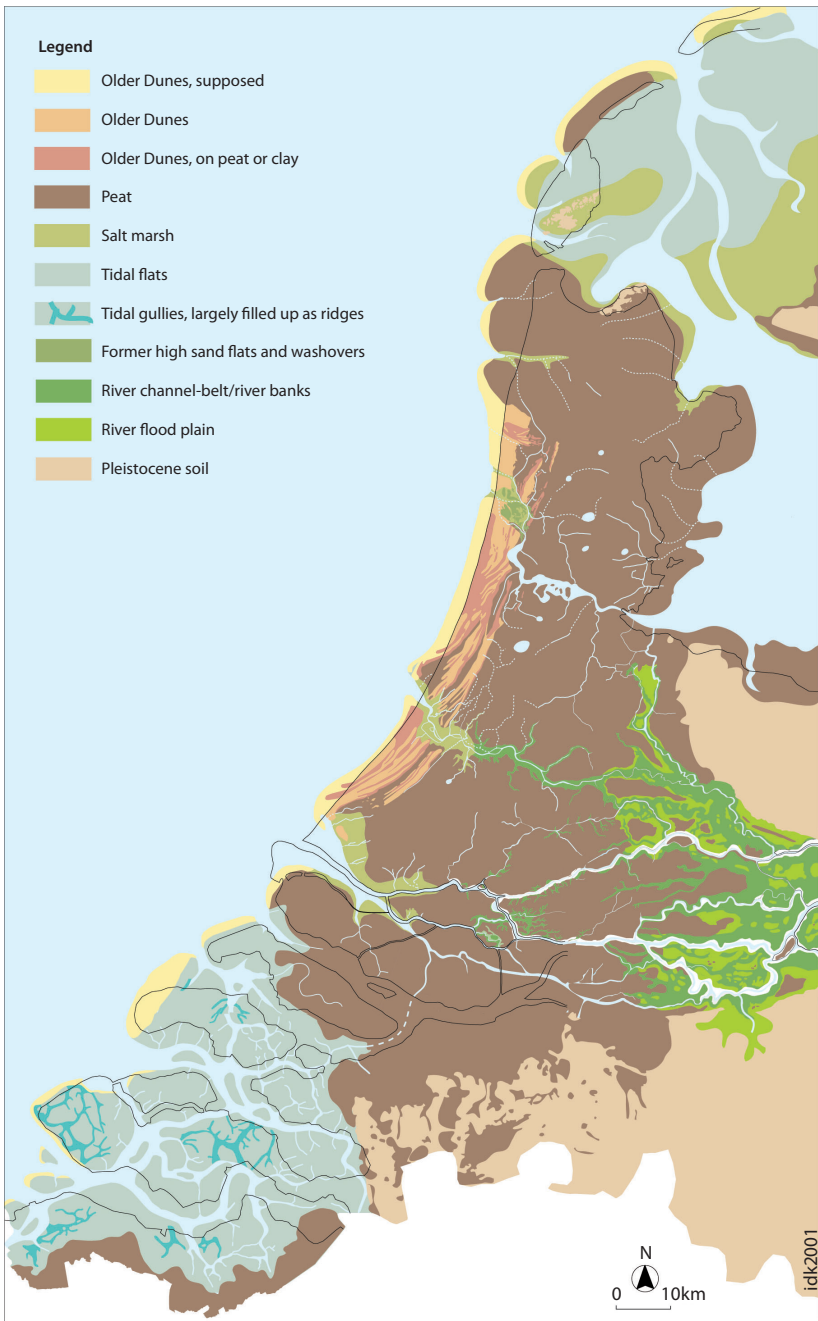 Legend
Older Dunes, supposed
Older Dunes
Older Dunes, on peat or clay
Peat
Salt marsh
Tidal flats
Tidal gullies, largely filled up as ridges
Former high sand flats and washovers
River channel-belt/river banks
River flood plain
Pleistocene soil
N
0 10km
idk2001